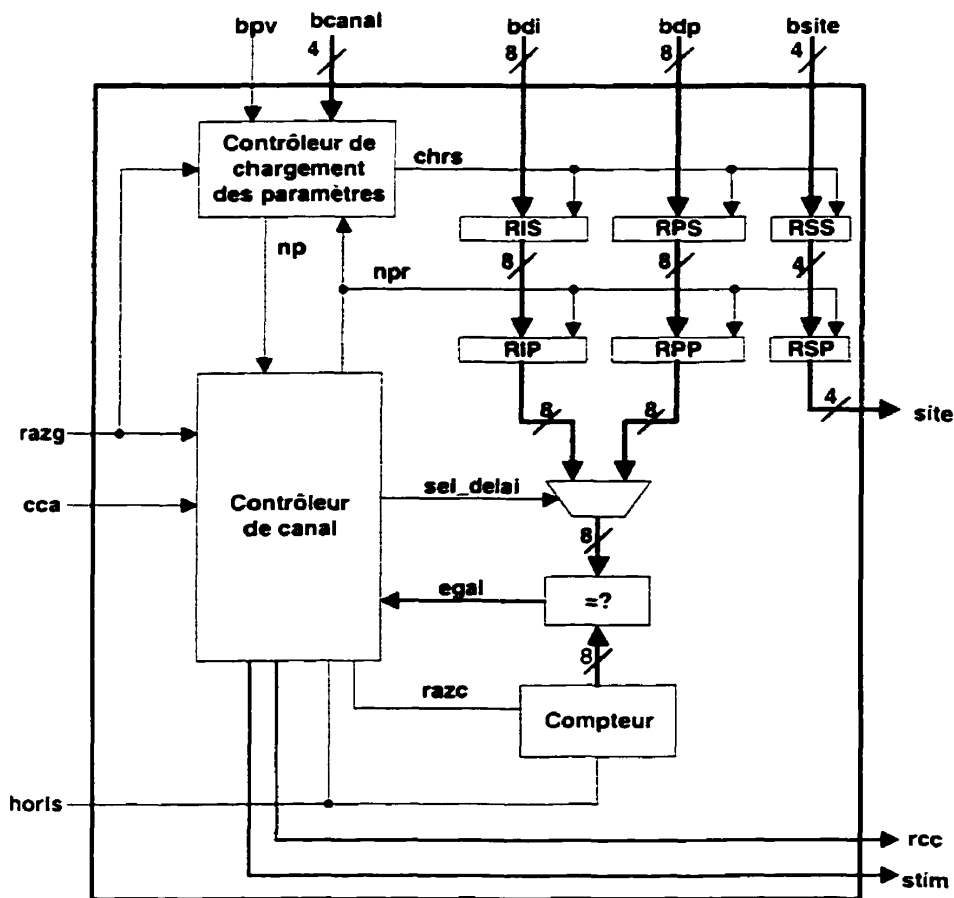 bpv
bcanal
bdi
bdp
bsite
4
8
8
4
Contrôleur de
chargement
des paramètres
chrs
RIS
RPS
RSS
np
npr
8
8
4
RIP
RPP
RSP
razg
8
8
4
site
cca
Contrôleur
de canal
sel_delai
8
egal
=?
8
razc
Compteur
horls
rcc
stim